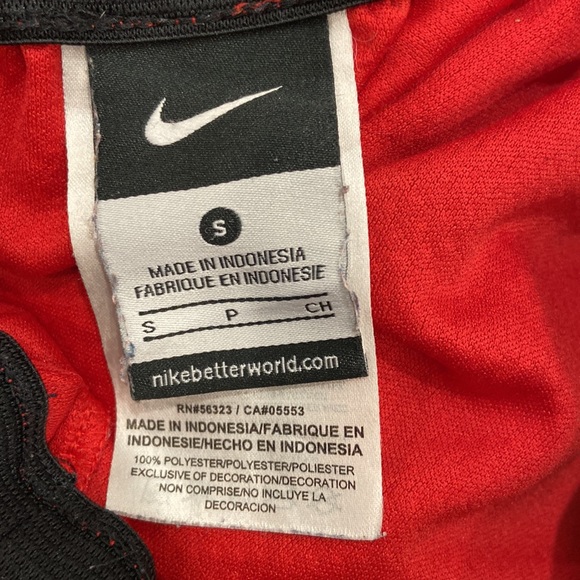 S
MADE IN INDONESIA
FABRIQUE EN INDONESIE
S P CH
nikebetterworld.com
RN#56323 / CA#05553
MADE IN INDONESIA/FABRIQUE EN
INDONESIE/HECHO EN INDONESIA
100% POLYESTER/POLYESTER/POLIESTER
EXCLUSIVE OF DECORATION/DECORATION
NON COMPRISE/NO INCLUYE LA
DECORACION